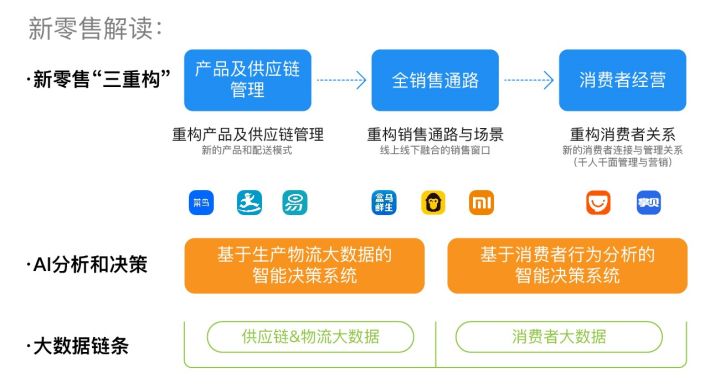 新零售解读：
·新零售“三重构”
产品及供应链
管理
全销售通路
消费者经营
重构产品及供应链管理
新的产品和配送模式
重构销售通路与场景
线上线下融合的销售窗口
重构消费者关系
新的消费者连接与管理关系
（千人千面管理与营销）
菜鸟
易
盒马
鲜生
mi
享贝
·AI分析和决策
基于生产物流大数据的
智能决策系统
基于消费者行为分析的
智能决策系统
·大数据链条
供应链&物流大数据
消费者大数据